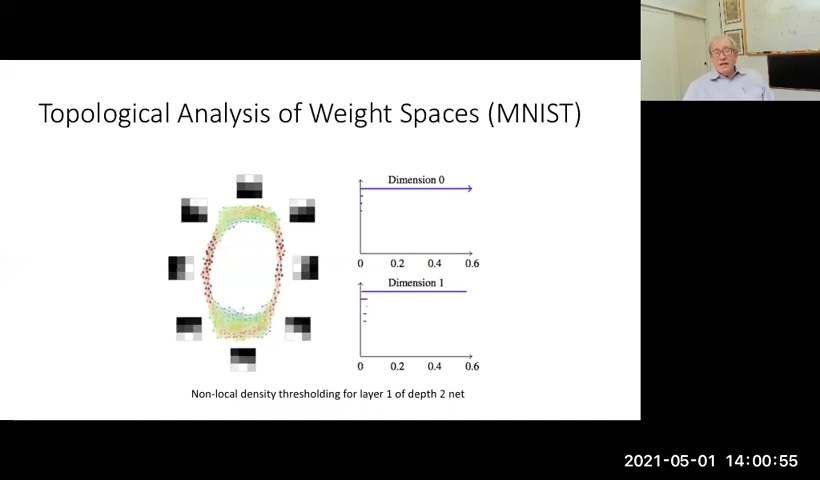 Topological Analysis of Weight Spaces (MNIST)
Dimension 0
0 0.2 0.4 0.6
Dimension 1
0 0.2 0.4 0.6
Non-local density thresholding for layer 1 of depth 2 net
2021-05-01 14:00:55